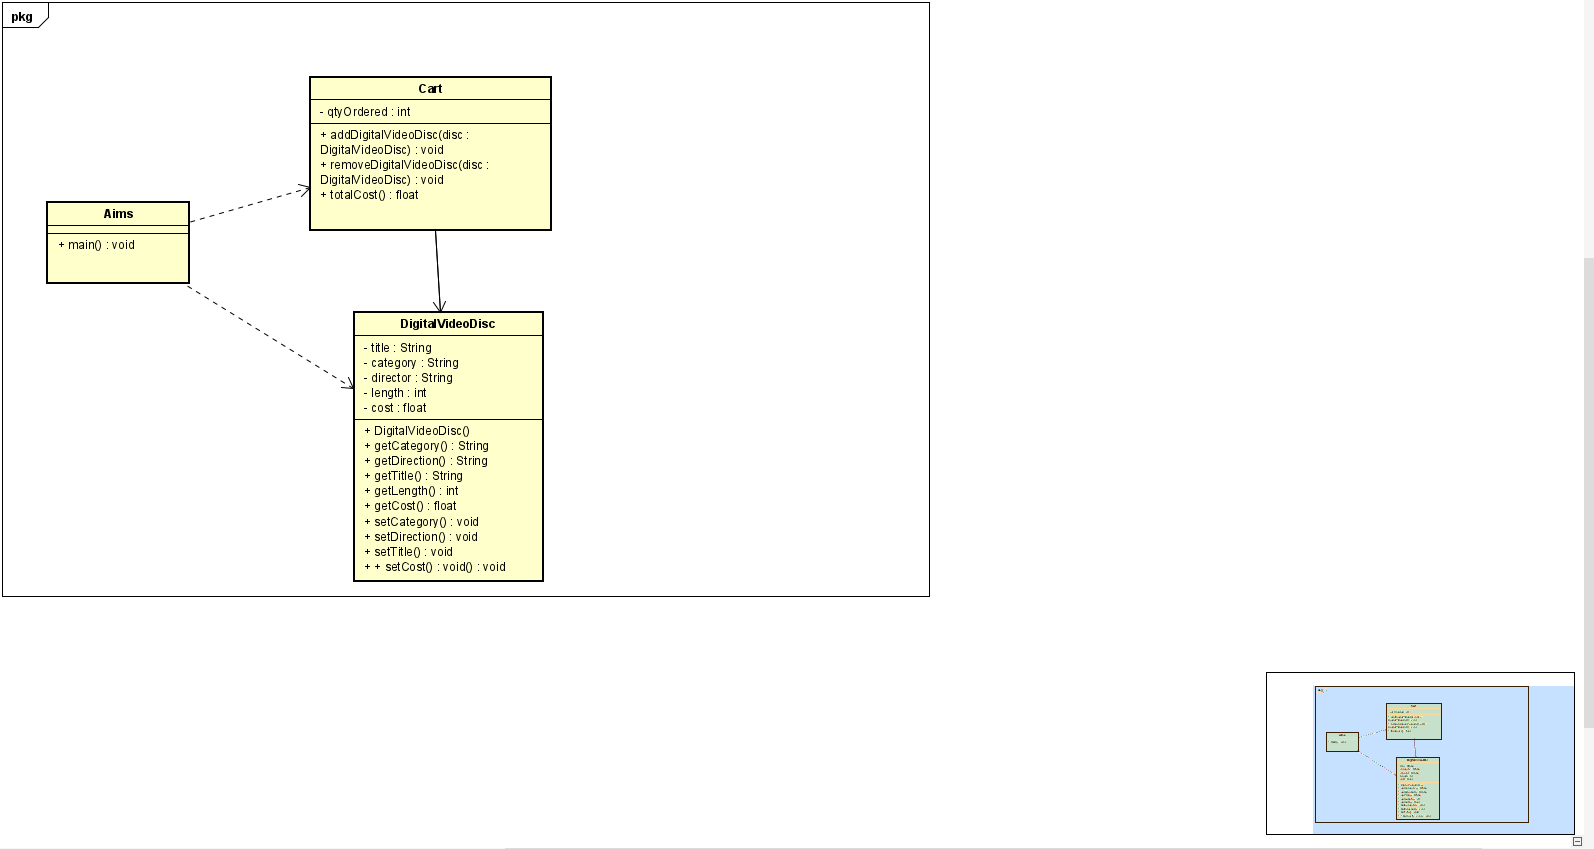 pkg
Cart
- qtyOrdered : int
+ addDigitalVideoDisc(disc :
DigitalVideoDisc) : void
+ removeDigitalVideoDisc(disc :
DigitalVideoDisc) : void
+ totalCost() : float
Aims
+ main() : void
DigitalVideoDisc
- title : String
- category : String
- director : String
- length : int
- cost : float
+ DigitalVideoDisc()
+ getCategory() : String
+ getDirection() : String
+ getTitle() : String
+ getLength() : int
+ getCost() : float
+ setCategory() : void
+ setDirection() : void
+ setTitle() : void
+ + setCost() : void() : void